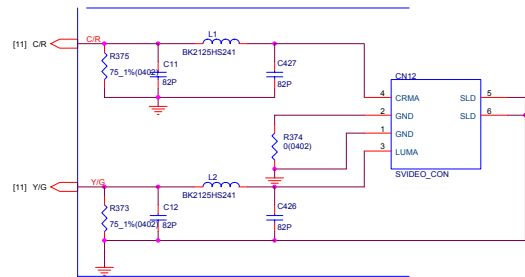 [11] C/R
C/R
L1
BK2125HS241
R375
75_1%(0402)
C11
82P
C427
82P
CN12
4 CRMA SLD 5
2 GND SLD 6
1 GND
3 LUMA
SVIDEO_CON
R374
0(0402)
[11] Y/G
Y/G
L2
BK2125HS241
R373
75_1%(0402)
C12
82P
C426
82P